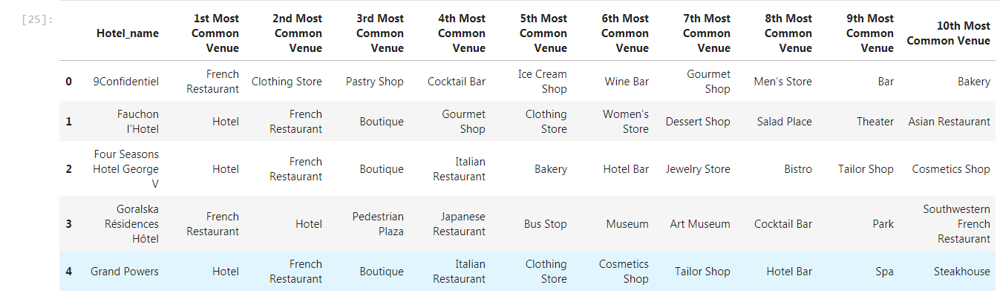 [25]:
Hotel_name 1st Most Common Venue 2nd Most Common Venue 3rd Most Common Venue 4th Most Common Venue 5th Most Common Venue 6th Most Common Venue 7th Most Common Venue 8th Most Common Venue 9th Most Common Venue 10th Most Common Venue
0 9Confidentiel French Restaurant Clothing Store Pastry Shop Cocktail Bar Ice Cream Shop Wine Bar Gourmet Shop Men's Store Bar Bakery
1 Fauchon l'Hotel Hotel French Restaurant Boutique Gourmet Shop Clothing Store Women's Store Dessert Shop Salad Place Theater Asian Restaurant
2 Four Seasons Hotel George V Hotel French Restaurant Boutique Italian Restaurant Bakery Hotel Bar Jewelry Store Bistro Tailor Shop Cosmetics Shop
3 Goralska Résidences Hôtel French Restaurant Hotel Pedestrian Plaza Japanese Restaurant Bus Stop Museum Art Museum Cocktail Bar Park Southwestern French Restaurant
4 Grand Powers Hotel French Restaurant Boutique Italian Restaurant Clothing Store Cosmetics Shop Tailor Shop Hotel Bar Spa Steakhouse